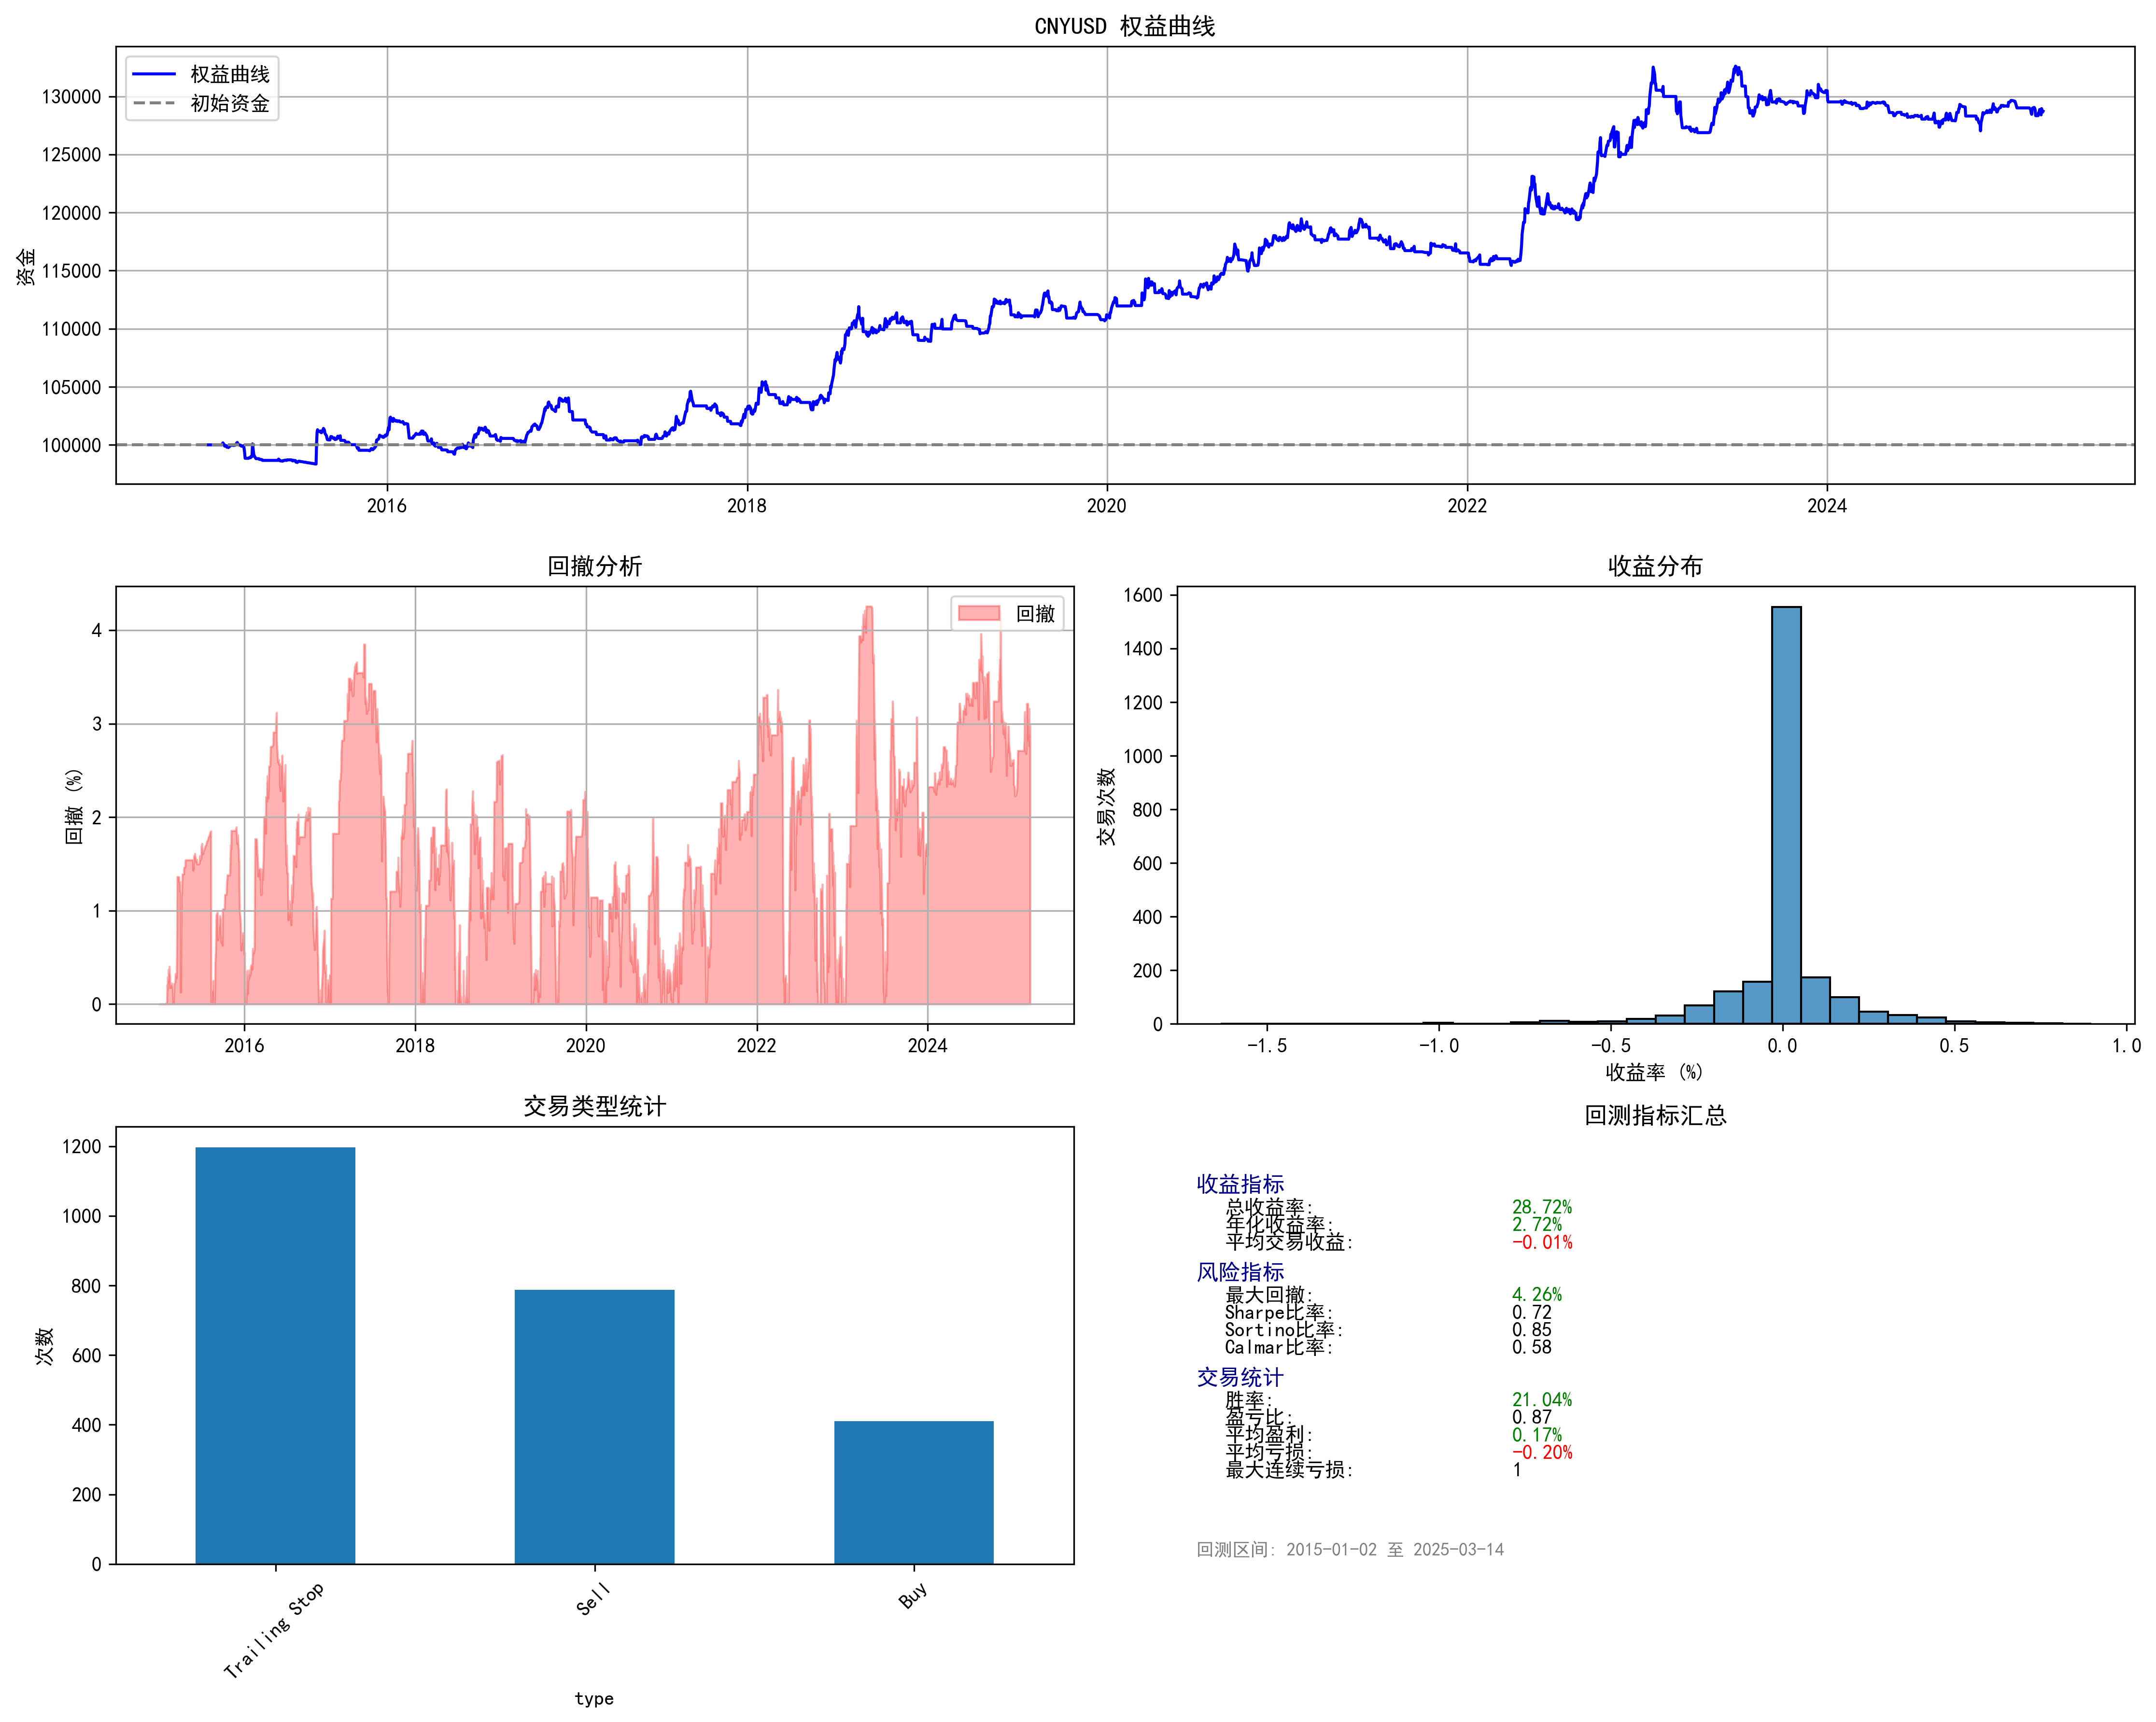 CNYUSD 权益曲线
权益曲线
初始资金
资金
130000
125000
120000
115000
110000
105000
100000
2016
2018
2020
2022
2024
回撤分析
回撤
回撤 (%)
4
3
2
1
0
2016
2018
2020
2022
2024
收益分布
交易次数
1600
1400
1200
1000
800
600
400
200
0
-1.5
-1.0
-0.5
0.0
0.5
1.0
收益率 (%)
交易类型统计
次数
1200
1000
800
600
400
200
0
Trailing Stop
Sell
Buy
type
回测指标汇总
收益指标
总收益率: 28.72%
年化收益率: 2.72%
平均交易收益: -0.01%
风险指标
最大回撤: 4.26%
Sharpe比率: 0.72
Sortino比率: 0.85
Calmar比率: 0.58
交易统计
胜率: 21.04%
盈亏比: 0.87
平均盈利: 0.17%
平均亏损: -0.20%
最大连续亏损: 1
回测区间: 2015-01-02 至 2025-03-14